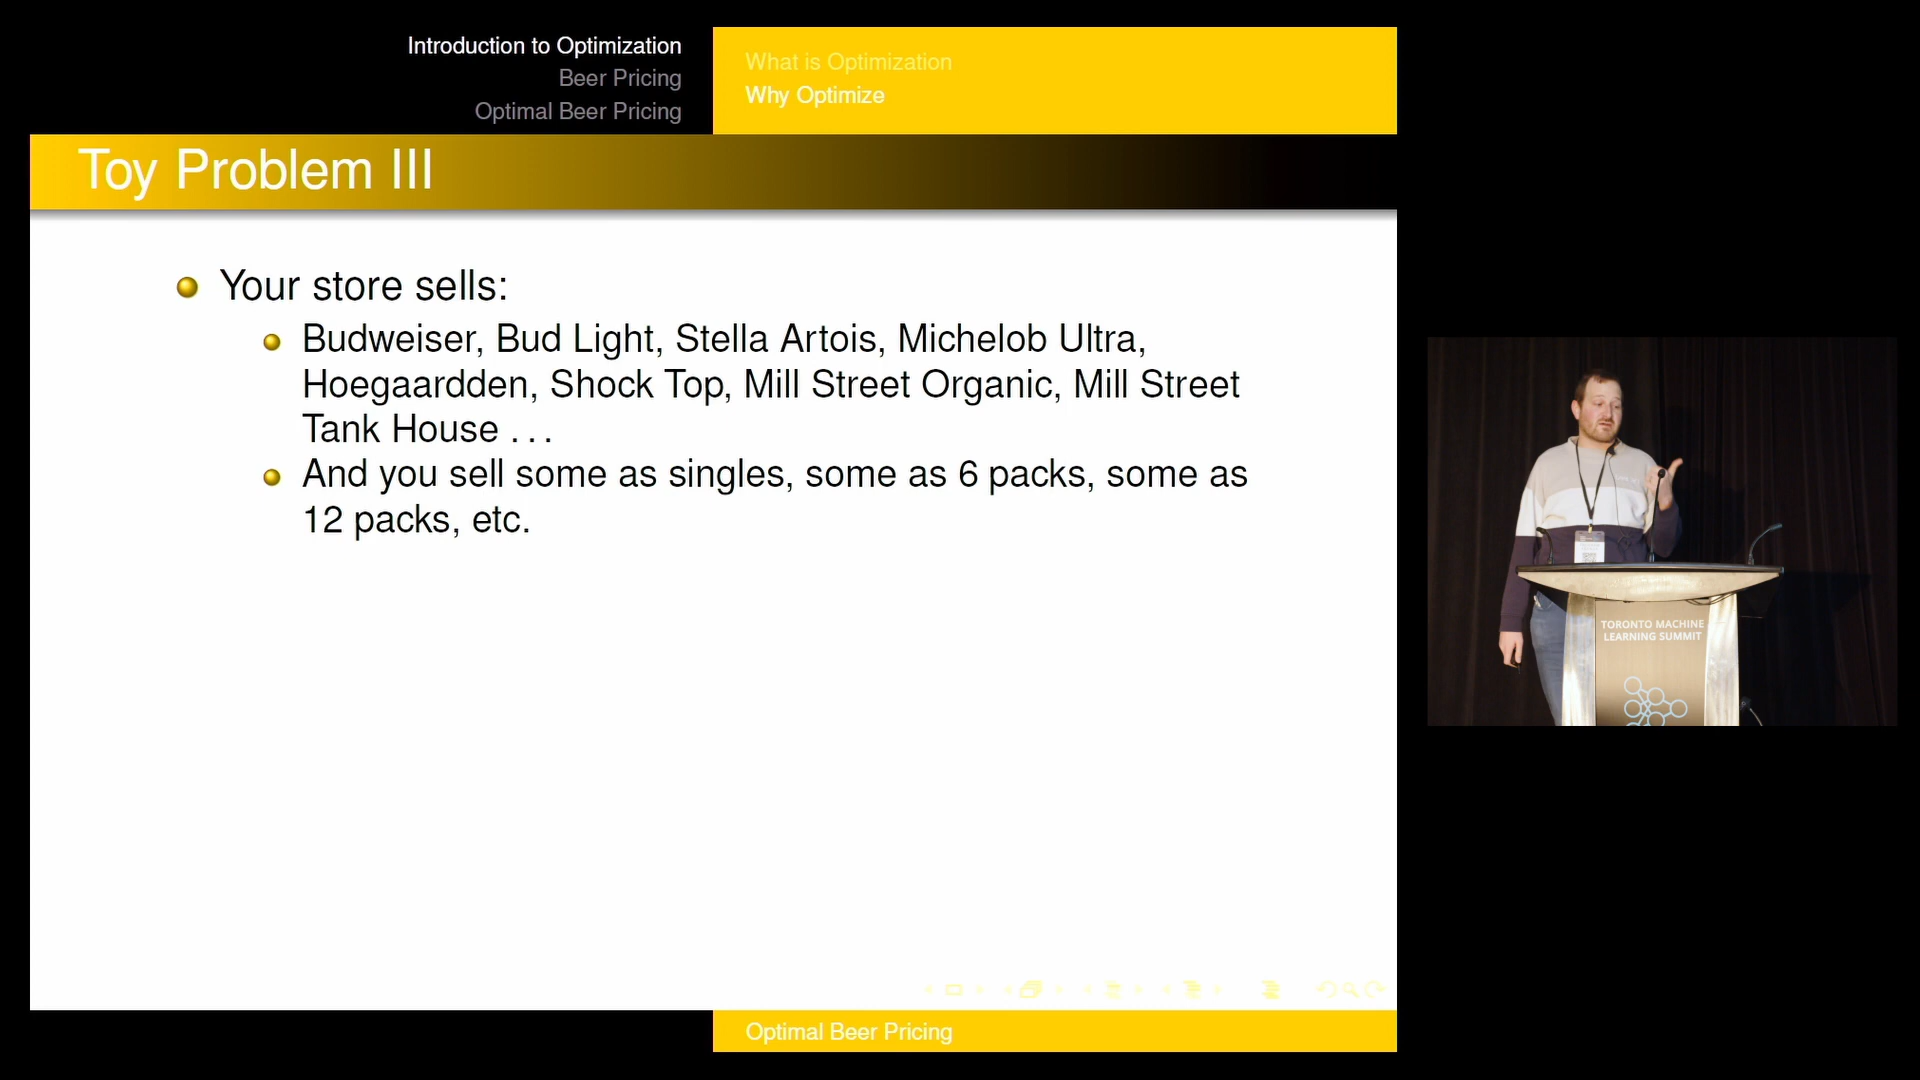 Introduction to Optimization
Beer Pricing
Optimal Beer Pricing
What is Optimization
Why Optimize
Toy Problem III
Your store sells:
Budweiser, Bud Light, Stella Artois, Michelob Ultra,
Hoegaardden, Shock Top, Mill Street Organic, Mill Street
Tank House . . .
And you sell some as singles, some as 6 packs, some as
12 packs, etc.
Optimal Beer Pricing
TORONTO MACHINE
LEARNING SUMMIT